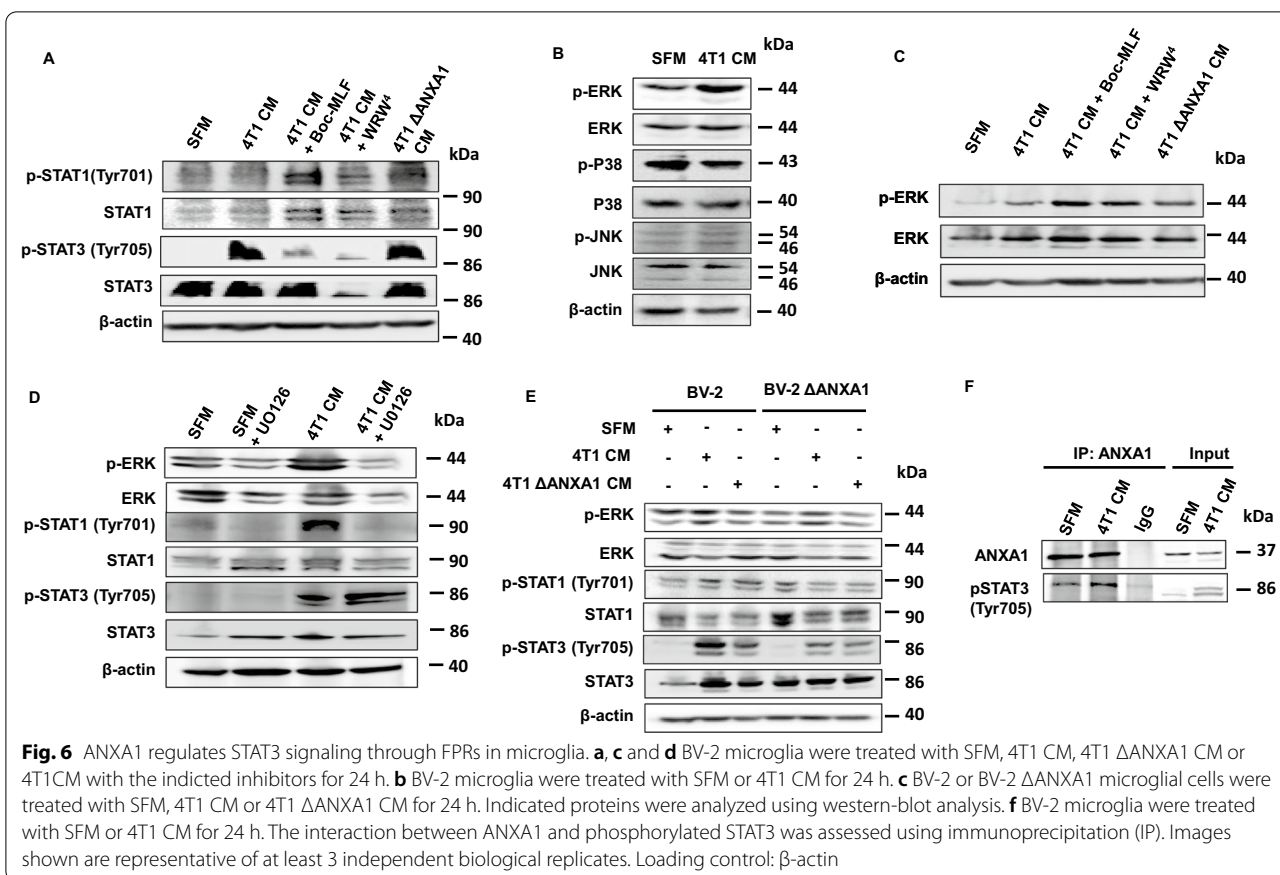 A
SFM
4T1 CM
4T1 CM
+ Boc-MLF
4T1 CM
+ WRW4
4T1 ΔANXA1
CM
kDa
p-STAT1(Tyr701)
90
STAT1
90
p-STAT3 (Tyr705)
86
STAT3
86
β-actin
40
B
SFM 4T1 CM
kDa
p-ERK 44
ERK 44
p-P38 43
P38 40
p-JNK 54
46
JNK 54
46
β-actin 40
C
SFM
4T1 CM
4T1 CM + Boc-MLF
4T1 CM + WRW4
4T1 ΔANXA1 CM
kDa
p-ERK 44
ERK 44
β-actin 40
D
SFM
SFM
+ UO126
4T1 CM
4T1 CM
+ U0126
kDa
p-ERK 44
ERK 44
p-STAT1 (Tyr701) 90
STAT1 90
p-STAT3 (Tyr705) 86
STAT3 86
β-actin 40
E
BV-2 BV-2 ΔANXA1
SFM + - - + - -
4T1 CM - + - - + -
4T1 ΔANXA1 CM - - + - - +
kDa
p-ERK 44
ERK 44
p-STAT1 (Tyr701) 90
STAT1 90
p-STAT3 (Tyr705) 86
STAT3 86
β-actin 40
F
IP: ANXA1 Input
SFM
4T1 CM
IgG
SFM
4T1 CM
kDa
ANXA1 37
pSTAT3 86
(Tyr705)
Fig. 6 ANXA1 regulates STAT3 signaling through FPRs in microglia. a, c and d BV-2 microglia were treated with SFM, 4T1 CM, 4T1 ΔANXA1 CM or
4T1CM with the indicted inhibitors for 24 h. b BV-2 microglia were treated with SFM or 4T1 CM for 24 h. c BV-2 or BV-2 ΔANXA1 microglial cells were
treated with SFM, 4T1 CM or 4T1 ΔANXA1 CM for 24 h. Indicated proteins were analyzed using western-blot analysis. f BV-2 microglia were treated
with SFM or 4T1 CM for 24 h. The interaction between ANXA1 and phosphorylated STAT3 was assessed using immunoprecipitation (IP). Images
shown are representative of at least 3 independent biological replicates. Loading control: β-actin